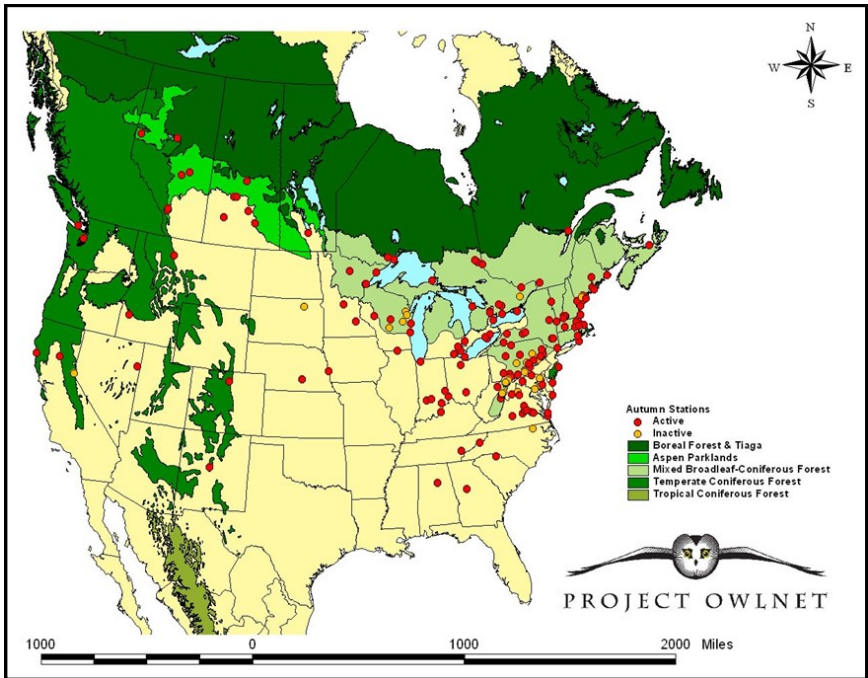 N
W E
S
Autumn Stations
Active
Inactive
Boreal Forest & Tiaga
Aspen Parklands
Mixed Broadleaf-Coniferous Forest
Temperate Coniferous Forest
Tropical Coniferous Forest
PROJECT OWLNET
1000 0 1000 2000 Miles